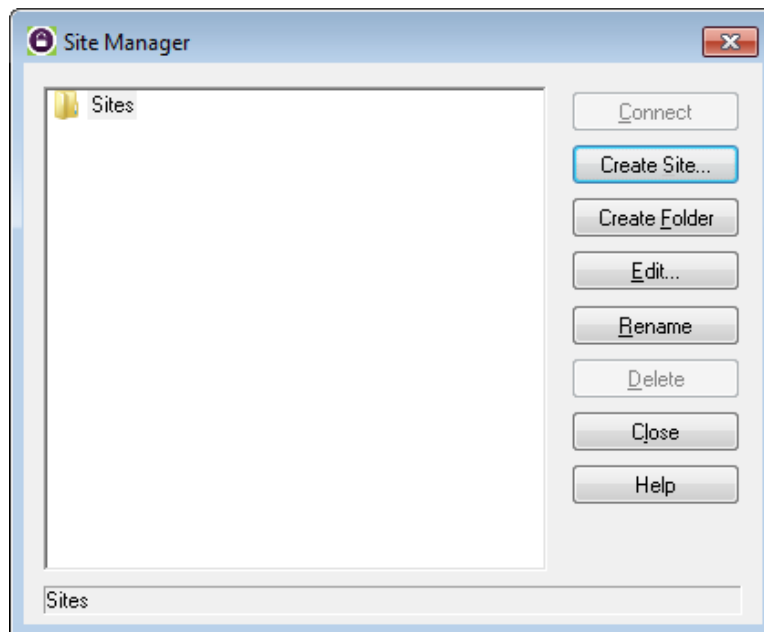 Site Manager
Sites
Connect
Create Site...
Create Folder
Edit...
Rename
Delete
Close
Help
Sites